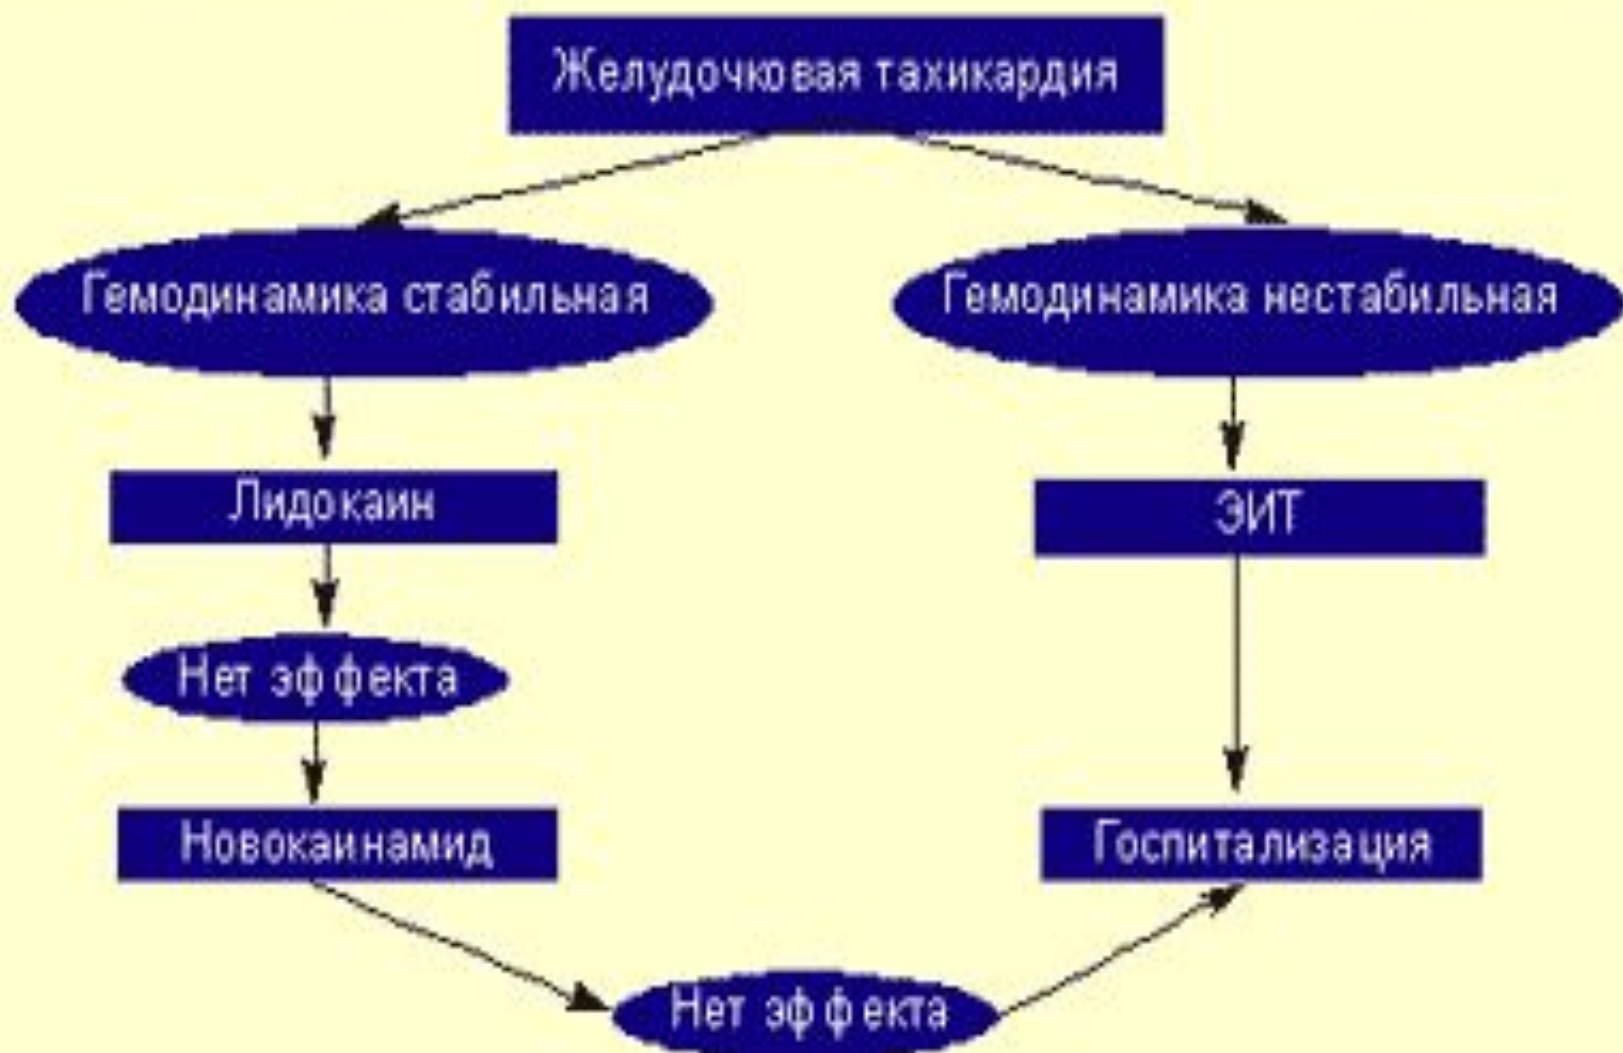 Желудочковая тахикардия
Гемодинамика стабильная
Гемодинамика нестабильная
Лидокаин
ЭИТ
Нет эффекта
Новокаинамид
Госпитализация
Нет эффекта